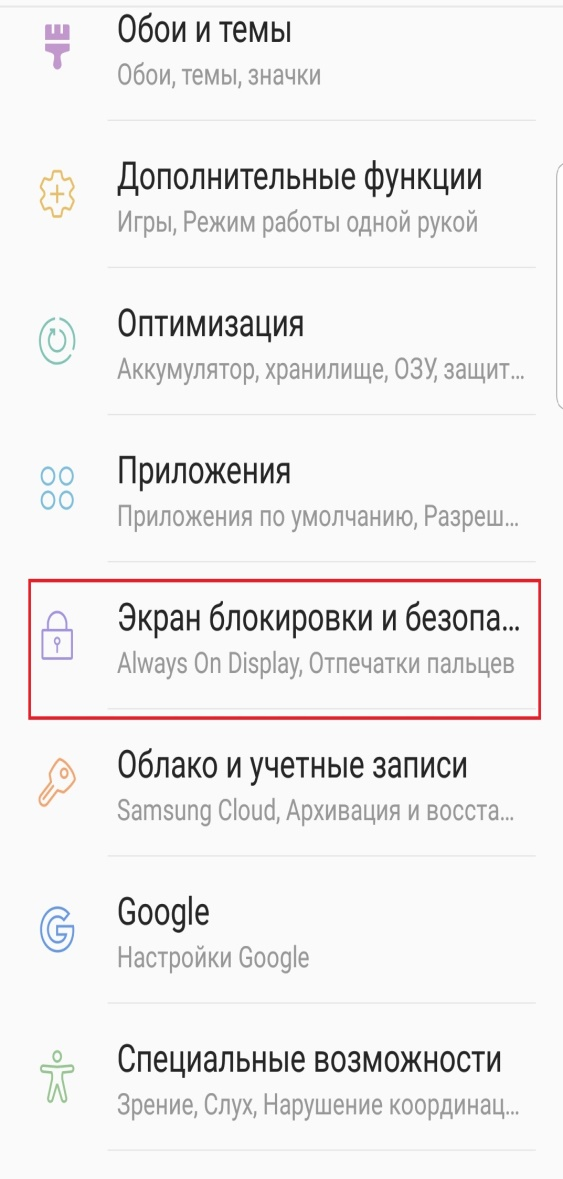 Обои и темы
Обои, темы, значки
Дополнительные функции
Игры, Режим работы одной рукой
Оптимизация
Аккумулятор, хранилище, ОЗУ, защит...
Приложения
Приложения по умолчанию, Разреш...
Экран блокировки и безопа...
Always On Display, Отпечатки пальцев
Облако и учетные записи
Samsung Cloud, Архивация и восста...
Google
Настройки Google
Специальные возможности
Зрение, Слух, Нарушение координац...